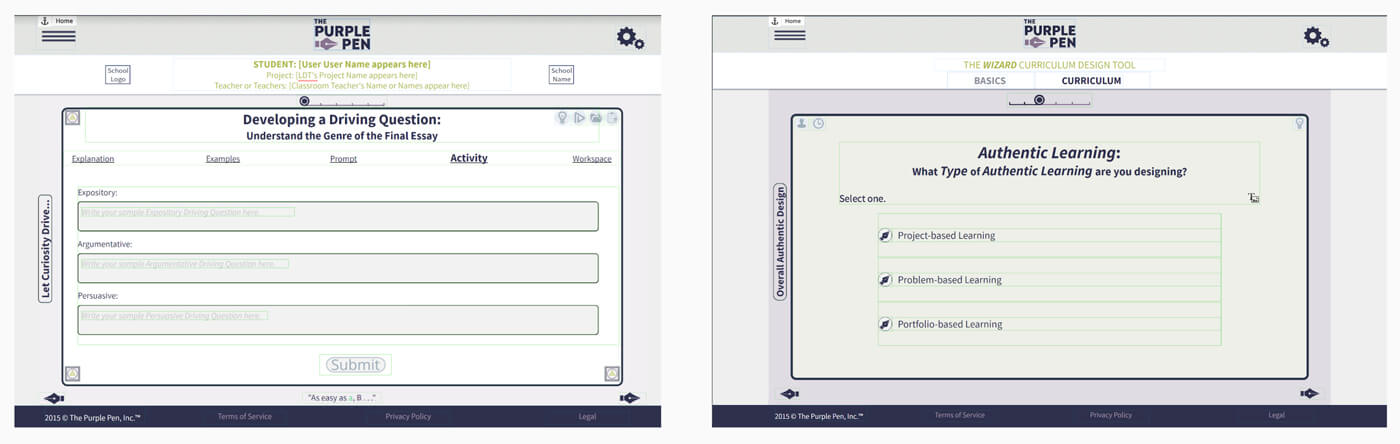 Home
THE
PURPLE
PEN
School
Logo
STUDENT: [User User Name appears here]
Project: [LDT's Project Name appears here]
Teacher or Teachers: [Classroom Teacher's Name or Names appear here]
School
Name
Developing a Driving Question:
Understand the Genre of the Final Essay
Explanation Examples Prompt Activity Workspace
Let Curiosity Drive...
Expository:
Write your sample Expository Driving Question here.
Argumentative:
Write your sample Argumentative Driving Question here.
Persuasive:
Write your sample Persuasive Driving Question here.
Submit
"As easy as a, B . . ."
2015 © The Purple Pen, Inc.™ Terms of Service Privacy Policy Legal
Home
THE
PURPLE
PEN
THE WIZARD CURRICULUM DESIGN TOOL
BASICS CURRICULUM
Overall Authentic Design
Authentic Learning:
What Type of Authentic Learning are you designing?
Select one.
Project-based Learning
Problem-based Learning
Portfolio-based Learning
2015 © The Purple Pen, Inc.™ Terms of Service Privacy Policy Legal